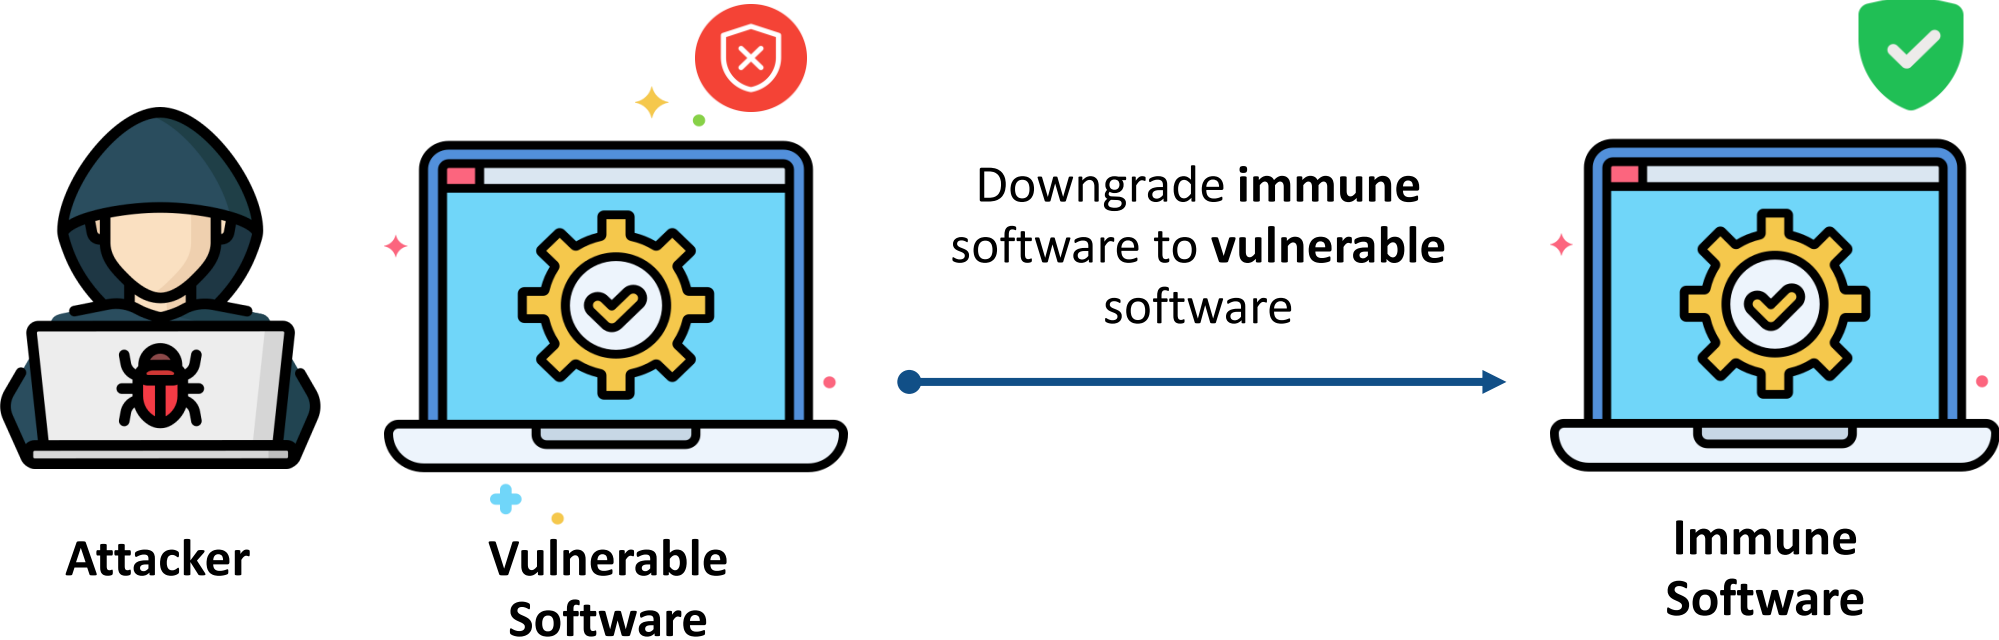 Downgrade immune
software to vulnerable
software
Attacker
Vulnerable
Software
Immune
Software